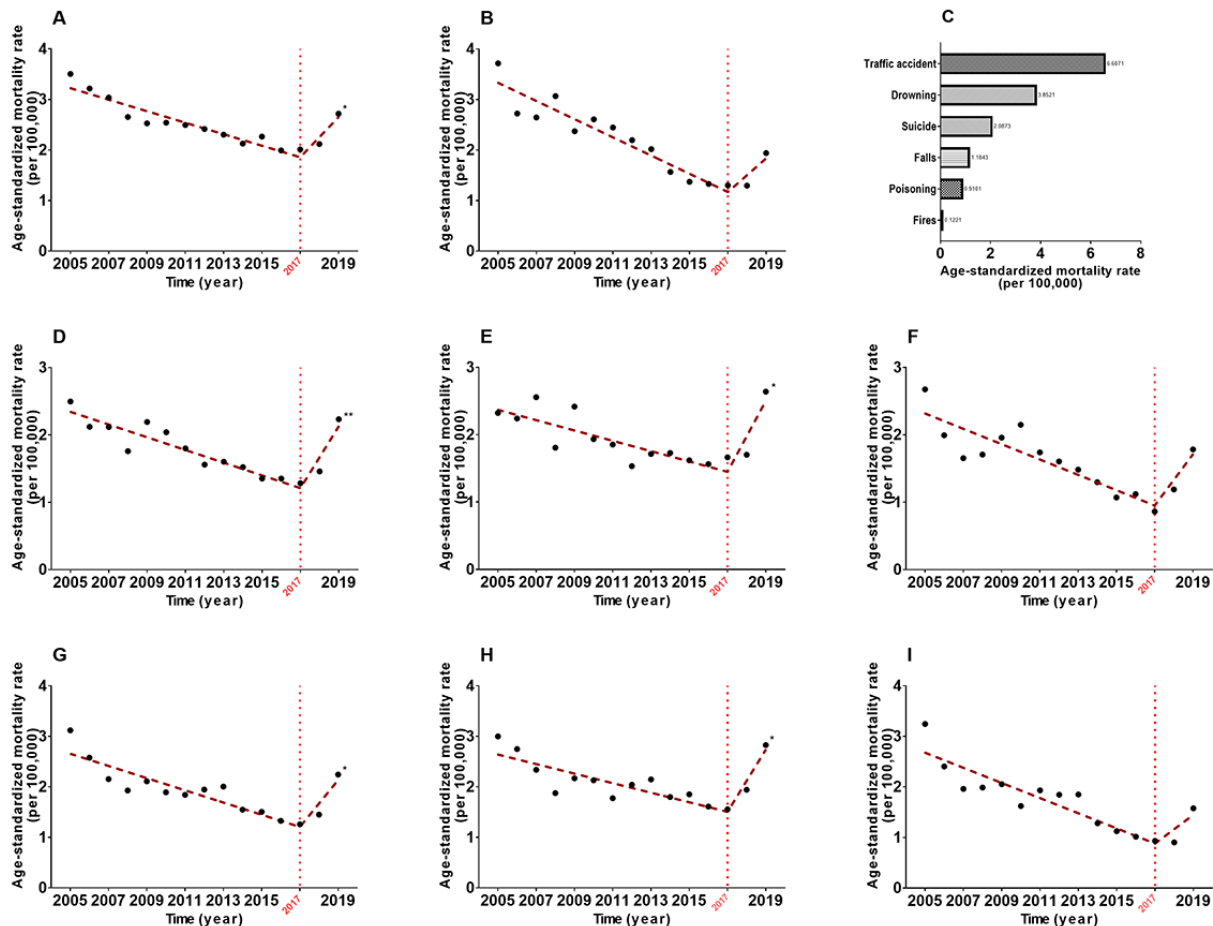 A
Age-standardized mortality rate
(per 100,000)
4
3
2
1
0
2005 2007 2009 2011 2013 2015 2017 2019
Time (year)
*
B
Age-standardized mortality rate
(per 100,000)
4
3
2
1
0
2005 2007 2009 2011 2013 2015 2017 2019
Time (year)
C
Traffic accident
Drowning 3.8521
Suicide 2.0873
Falls
Poisoning
Fires 0.1221
0 2 4 6 8
Age-standardized mortality rate
(per 100,000)
D
Age-standardized mortality rate
(per 100,000)
3
2
1
0
2005 2007 2009 2011 2013 2015 2017 2019
Time (year)
**
E
Age-standardized mortality rate
(per 100,000)
3
2
1
0
2005 2007 2009 2011 2013 2015 2017 2019
Time (year)
*
F
Age-standardized mortality rate
(per 100,000)
3
2
1
0
2005 2007 2009 2011 2013 2015 2017 2019
Time (year)
G
Age-standardized mortality rate
(per 100,000)
4
3
2
1
0
2005 2007 2009 2011 2013 2015 2017 2019
Time (year)
*
H
Age-standardized mortality rate
(per 100,000)
4
3
2
1
0
2005 2007 2009 2011 2013 2015 2017 2019
Time (year)
*
I
Age-standardized mortality rate
(per 100,000)
4
3
2
1
0
2005 2007 2009 2011 2013 2015 2017 2019
Time (year)